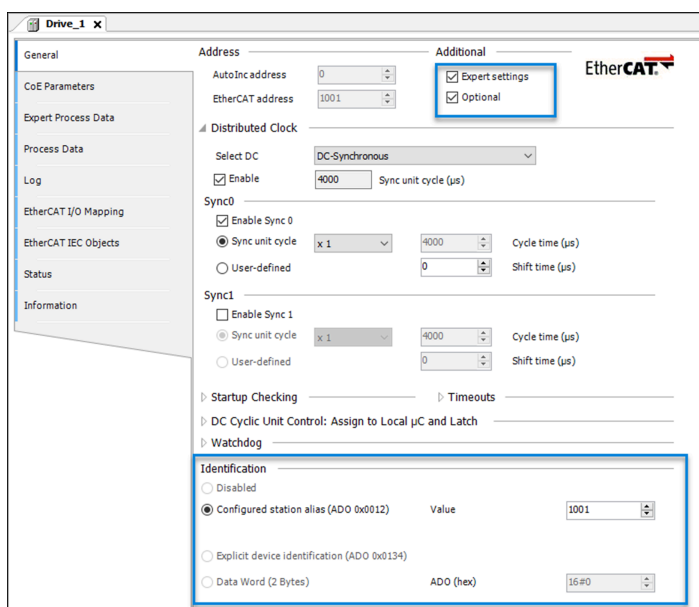 Drive_1 x
General
CoE Parameters
Expert Process Data
Process Data
Log
EtherCAT I/O Mapping
EtherCAT IEC Objects
Status
Information
Address
AutoInc address 0
EtherCAT address 1001
Additional
Expert settings
Optional
EtherCAT.
Distributed Clock
Select DC DC-Synchronous
Enable 4000 Sync unit cycle (µs)
Sync0
Enable Sync 0
Sync unit cycle x 1 4000 Cycle time (µs)
User-defined 0 Shift time (µs)
Sync1
Enable Sync 1
Sync unit cycle x 1 4000 Cycle time (µs)
User-defined 0 Shift time (µs)
Startup Checking Timeouts
DC Cyclic Unit Control: Assign to Local µC and Latch
Watchdog
Identification
Disabled
Configured station alias (ADO 0x0012) Value 1001
Explicit device identification (ADO 0x0134)
Data Word (2 Bytes) ADO (hex) 16#0